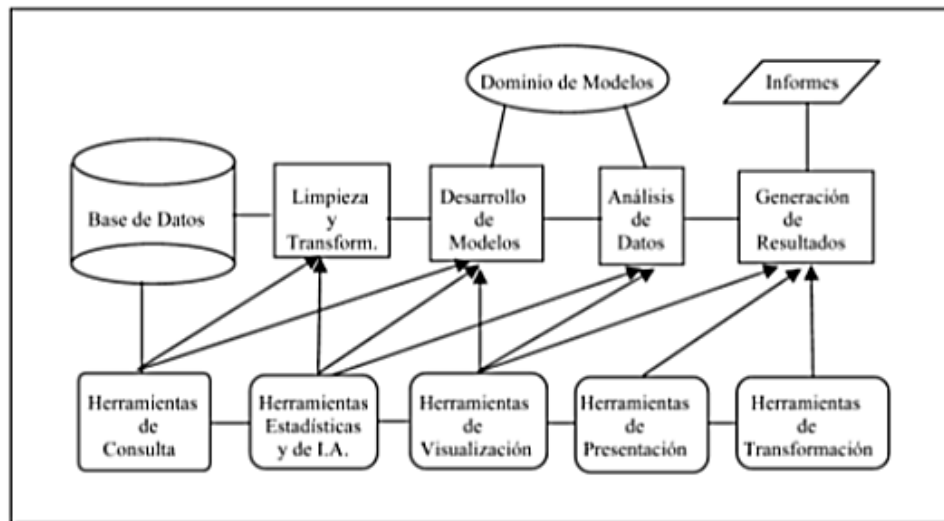 Dominio de Modelos
Informes
Base de Datos
Limpieza
y
Transform.
Desarrollo
de
Modelos
Análisis
de
Datos
Generación
de
Resultados
Herramientas
de
Consulta
Herramientas
Estadísticas
y de I.A.
Herramientas
de
Visualización
Herramientas
de
Presentación
Herramientas
de
Transformación